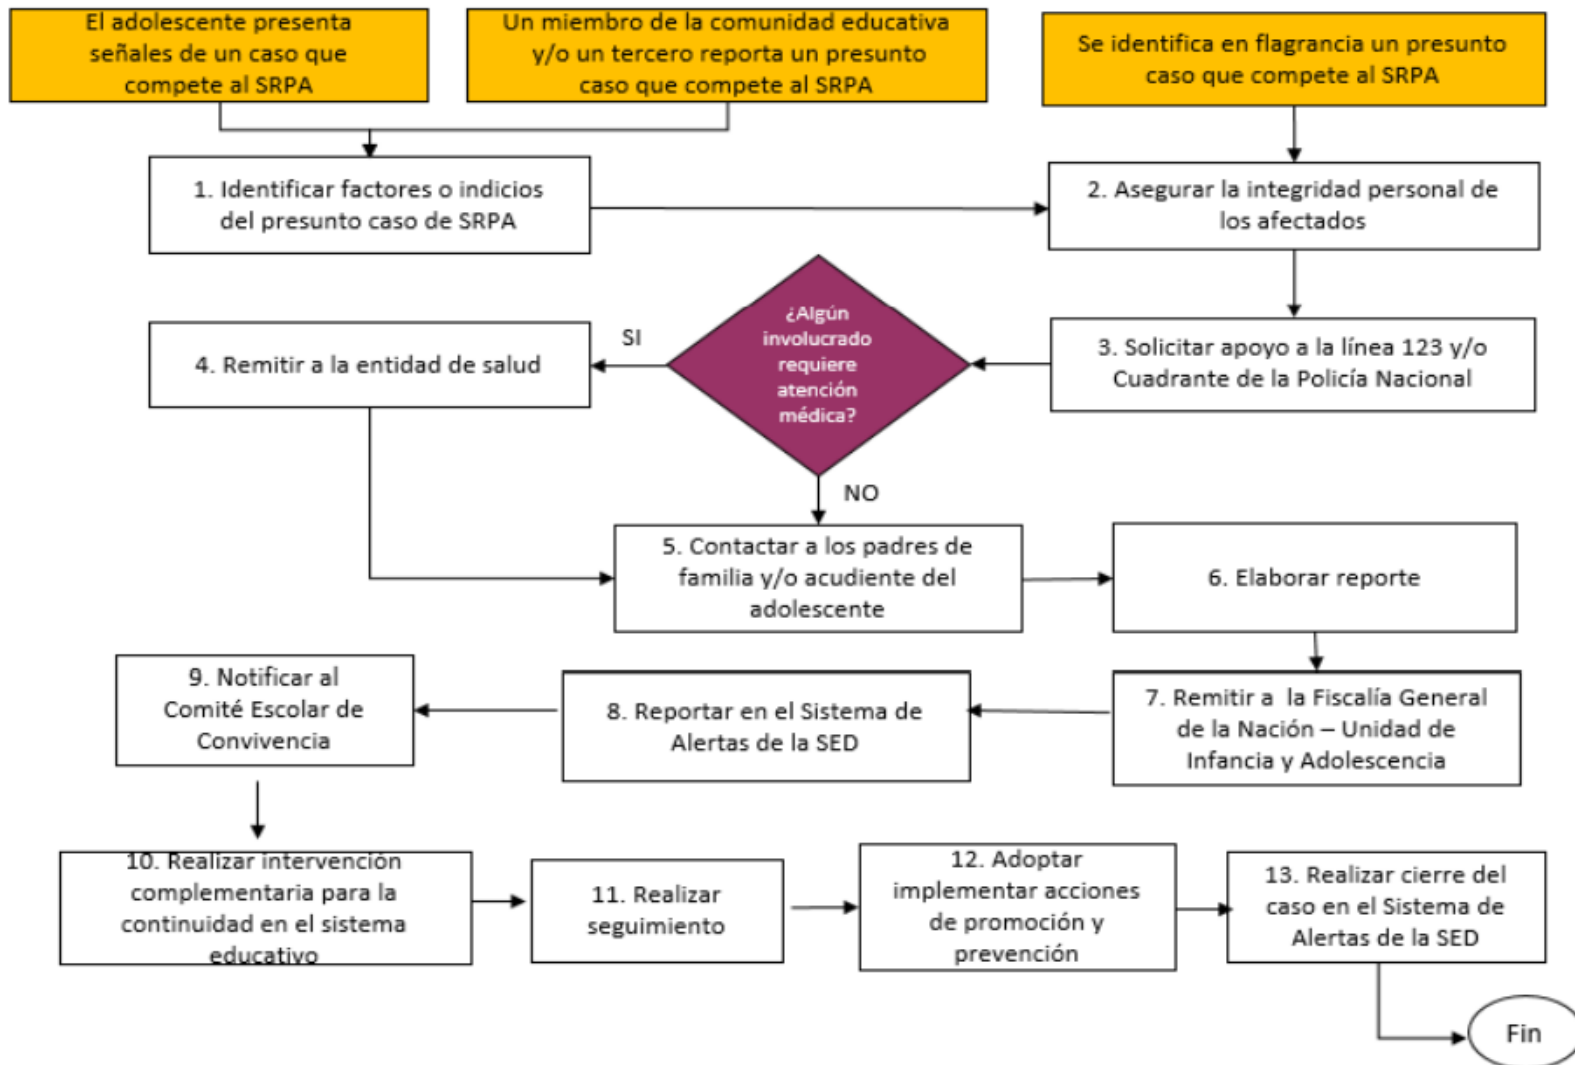 El adolescente presenta
señales de un caso que
compete al SRPA
Un miembro de la comunidad educativa
y/o un tercero reporta un presunto
caso que compete al SRPA
Se identifica en flagrancia un presunto
caso que compete al SRPA
1. Identificar factores o indicios
del presunto caso de SRPA
2. Asegurar la integridad personal de
los afectados
¿Algún
involucrado
requiere
atención
médica?
SI
NO
3. Solicitar apoyo a la línea 123 y/o
Cuadrante de la Policía Nacional
4. Remitir a la entidad de salud
5. Contactar a los padres de
familia y/o acudiente del
adolescente
6. Elaborar reporte
7. Remitir a la Fiscalía General
de la Nación – Unidad de
Infancia y Adolescencia
8. Reportar en el Sistema de
Alertas de la SED
9. Notificar al
Comité Escolar de
Convivencia
10. Realizar intervención
complementaria para la
continuidad en el sistema
educativo
11. Realizar
seguimiento
12. Adoptar
implementar acciones
de promoción y
prevención
13. Realizar cierre del
caso en el Sistema de
Alertas de la SED
Fin